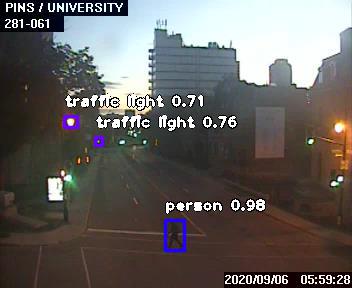 PINS / UNIVERSITY
281-061
traffic light 0.71
traffic light 0.76
person 0.98
2020/09/06 05:59:28